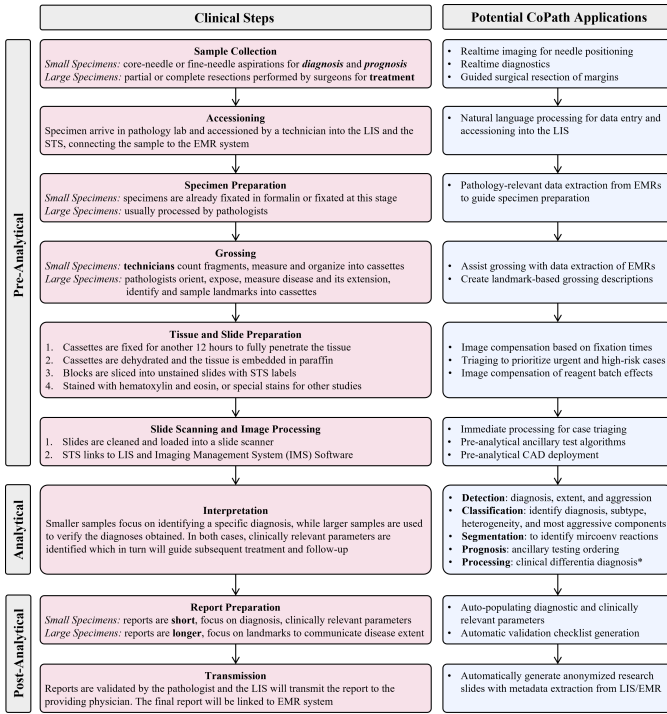 Clinical Steps
Potential CoPath Applications
Pre-Analytical
Sample Collection
Small Specimens: core-needle or fine-needle aspirations for diagnosis and prognosis
Large Specimens: partial or complete resections performed by surgeons for treatment
• Realtime imaging for needle positioning
• Realtime diagnostics
• Guided surgical resection of margins
Accessioning
Specimen arrive in pathology lab and accessioned by a technician into the LIS and the
STS, connecting the sample to the EMR system
• Natural language processing for data entry and
accessioning into the LIS
Specimen Preparation
Small Specimens: specimens are already fixated in formalin or fixated at this stage
Large Specimens: usually processed by pathologists
• Pathology-relevant data extraction from EMRs
to guide specimen preparation
Grossing
Small Specimens: technicians count fragments, measure and organize into cassettes
Large Specimens: pathologists orient, expose, measure disease and its extension,
identify and sample landmarks into cassettes
• Assist grossing with data extraction of EMRs
• Create landmark-based grossing descriptions
Tissue and Slide Preparation
1. Cassettes are fixed for another 12 hours to fully penetrate the tissue
2. Cassettes are dehydrated and the tissue is embedded in paraffin
3. Blocks are sliced into unstained slides with STS labels
4. Stained with hematoxylin and eosin, or special stains for other studies
• Image compensation based on fixation times
• Triaging to prioritize urgent and high-risk cases
• Image compensation of reagent batch effects
Slide Scanning and Image Processing
1. Slides are cleaned and loaded into a slide scanner
2. STS links to LIS and Imaging Management System (IMS) Software
• Immediate processing for case triaging
• Pre-analytical ancillary test algorithms
• Pre-analytical CAD deployment
Analytical
Interpretation
Smaller samples focus on identifying a specific diagnosis, while larger samples are used
to verify the diagnoses obtained. In both cases, clinically relevant parameters are
identified which in turn will guide subsequent treatment and follow-up
• Detection: diagnosis, extent, and aggression
• Classification: identify diagnosis, subtype,
heterogeneity, and most aggressive components
• Segmentation: to identify mircoenv reactions
• Prognosis: ancillary testing ordering
• Processing: clinical differentia diagnosis*
Post-Analytical
Report Preparation
Small Specimens: reports are short, focus on diagnosis, clinically relevant parameters
Large Specimens: reports are longer, focus on landmarks to communicate disease extent
• Auto-populating diagnostic and clinically
relevant parameters
• Automatic validation checklist generation
Transmission
Reports are validated by the pathologist and the LIS will transmit the report to the
providing physician. The final report will be linked to EMR system
• Automatically generate anonymized research
slides with metadata extraction from LIS/EMR